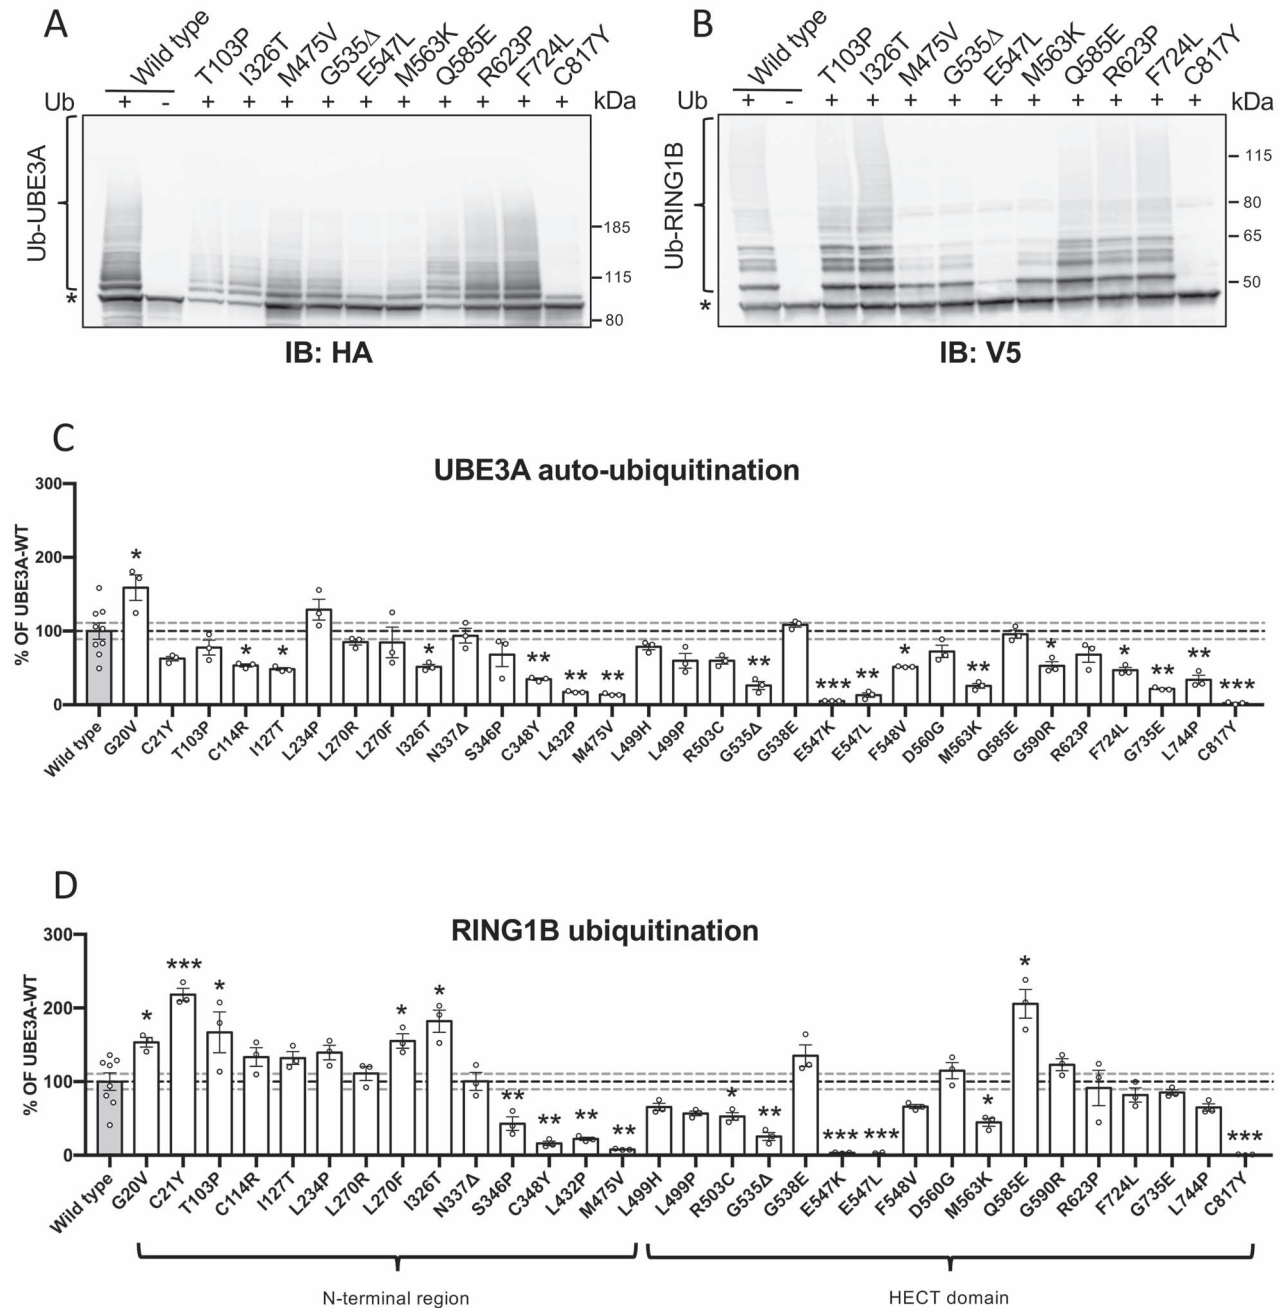 A
Wild type T103P I326T M475V G535Δ E547L M563K Q585E R623P F724L C817Y
Ub + - + + + + + + + + + + kDa
Ub-UBE3A
185
115
*
80
IB: HA
B
Wild type T103P I326T M475V G535Δ E547L M563K Q585E R623P F724L C817Y
Ub + - + + + + + + + + + + kDa
Ub-RING1B
115
80
65
50
*
IB: V5
C
UBE3A auto-ubiquitination
% OF UBE3A-WT
300
200
100
0
* * * * ** ** ** ** *** ** * ** * * ** ** ***
Wild type G20V C21Y T103P C114R I127T L234P L270R L270F I326T N337Δ S346P C348Y L432P M475V L499H L499P R503C G535Δ G538E E547K E547L F548V D560G M563K Q585E G590R R623P F724L G735E L744P C817Y
D
RING1B ubiquitination
% OF UBE3A-WT
300
200
100
0
* *** * * * ** ** ** ** * ** *** *** * * ***
Wild type G20V C21Y T103P C114R I127T L234P L270R L270F I326T N337Δ S346P C348Y L432P M475V L499H L499P R503C G535Δ G538E E547K E547L F548V D560G M563K Q585E G590R R623P F724L G735E L744P C817Y
N-terminal region
HECT domain